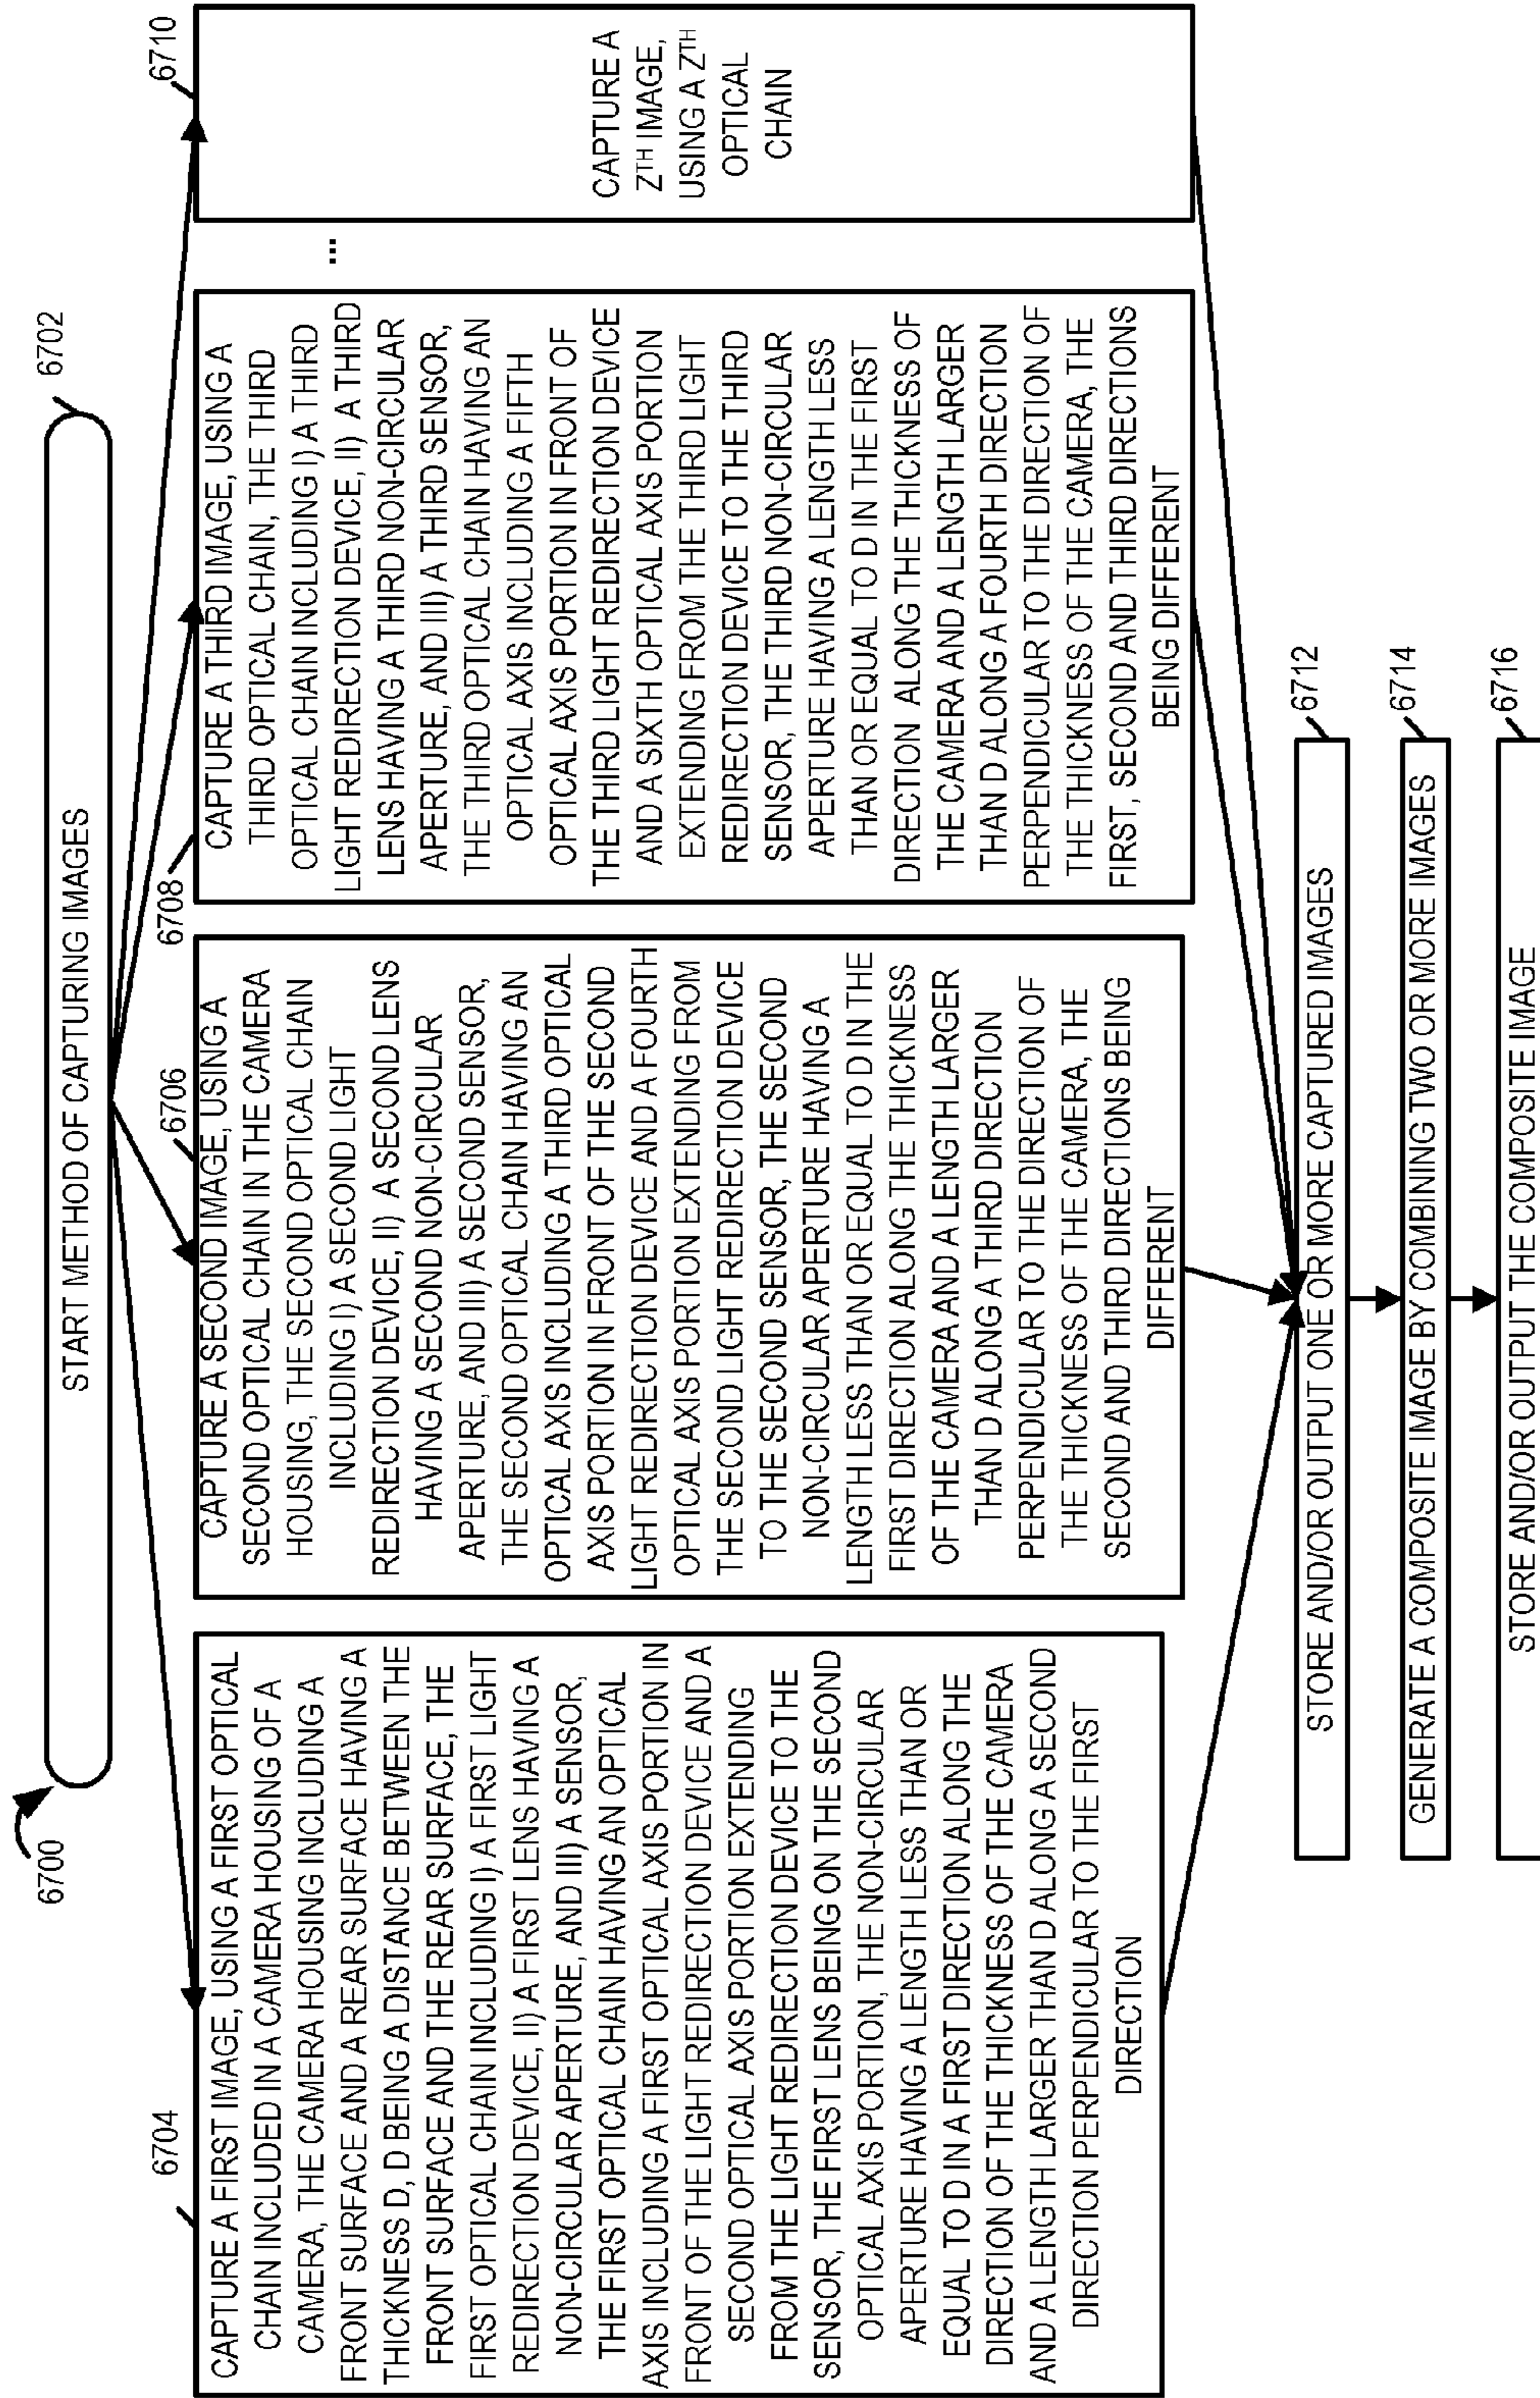 6700
START METHOD OF CAPTURING IMAGES
6702
6704
CAPTURE A FIRST IMAGE, USING A FIRST OPTICAL
CHAIN INCLUDED IN A CAMERA HOUSING OF A
CAMERA, THE CAMERA HOUSING INCLUDING A
FRONT SURFACE AND A REAR SURFACE HAVING A
THICKNESS D, D BEING A DISTANCE BETWEEN THE
FRONT SURFACE AND THE REAR SURFACE, THE
FIRST OPTICAL CHAIN INCLUDING I) A FIRST LIGHT
REDIRECTION DEVICE, II) A FIRST LENS HAVING A
NON-CIRCULAR APERTURE, AND III) A SENSOR,
THE FIRST OPTICAL CHAIN HAVING AN OPTICAL
AXIS INCLUDING A FIRST OPTICAL AXIS PORTION IN
FRONT OF THE LIGHT REDIRECTION DEVICE AND A
SECOND OPTICAL AXIS PORTION EXTENDING
FROM THE LIGHT REDIRECTION DEVICE TO THE
SENSOR, THE FIRST LENS BEING ON THE SECOND
OPTICAL AXIS PORTION, THE NON-CIRCULAR
APERTURE HAVING A LENGTH LESS THAN OR
EQUAL TO D IN A FIRST DIRECTION ALONG THE
DIRECTION OF THE THICKNESS OF THE CAMERA
AND A LENGTH LARGER THAN D ALONG A SECOND
DIRECTION PERPENDICULAR TO THE FIRST
DIRECTION
6706
CAPTURE A SECOND IMAGE, USING A
SECOND OPTICAL CHAIN IN THE CAMERA
HOUSING, THE SECOND OPTICAL CHAIN
INCLUDING I) A SECOND LIGHT
REDIRECTION DEVICE, II) A SECOND LENS
HAVING A SECOND NON-CIRCULAR
APERTURE, AND III) A SECOND SENSOR,
THE SECOND OPTICAL CHAIN HAVING AN
OPTICAL AXIS INCLUDING A THIRD OPTICAL
AXIS PORTION IN FRONT OF THE SECOND
LIGHT REDIRECTION DEVICE AND A FOURTH
OPTICAL AXIS PORTION EXTENDING FROM
THE SECOND LIGHT REDIRECTION DEVICE
TO THE SECOND SENSOR, THE SECOND
NON-CIRCULAR APERTURE HAVING A
LENGTH LESS THAN OR EQUAL TO D IN THE
FIRST DIRECTION ALONG THE THICKNESS
OF THE CAMERA AND A LENGTH LARGER
THAN D ALONG A THIRD DIRECTION
PERPENDICULAR TO THE DIRECTION OF
THE THICKNESS OF THE CAMERA, THE
SECOND AND THIRD DIRECTIONS BEING
DIFFERENT
6708
CAPTURE A THIRD IMAGE, USING A
THIRD OPTICAL CHAIN, THE THIRD
OPTICAL CHAIN INCLUDING I) A THIRD
LIGHT REDIRECTION DEVICE, II) A THIRD
LENS HAVING A THIRD NON-CIRCULAR
APERTURE, AND III) A THIRD SENSOR,
THE THIRD OPTICAL CHAIN HAVING AN
OPTICAL AXIS INCLUDING A FIFTH
OPTICAL AXIS PORTION IN FRONT OF
THE THIRD LIGHT REDIRECTION DEVICE
AND A SIXTH OPTICAL AXIS PORTION
EXTENDING FROM THE THIRD LIGHT
REDIRECTION DEVICE TO THE THIRD
SENSOR, THE THIRD NON-CIRCULAR
APERTURE HAVING A LENGTH LESS
THAN OR EQUAL TO D IN THE FIRST
DIRECTION ALONG THE THICKNESS OF
THE CAMERA AND A LENGTH LARGER
THAN D ALONG A FOURTH DIRECTION
PERPENDICULAR TO THE DIRECTION OF
THE THICKNESS OF THE CAMERA, THE
FIRST, SECOND AND THIRD DIRECTIONS
BEING DIFFERENT
...
6710
CAPTURE A
ZTH IMAGE,
USING A ZTH
OPTICAL
CHAIN
6712
STORE AND/OR OUTPUT ONE OR MORE CAPTURED IMAGES
6714
GENERATE A COMPOSITE IMAGE BY COMBINING TWO OR MORE IMAGES
6716
STORE AND/OR OUTPUT THE COMPOSITE IMAGE